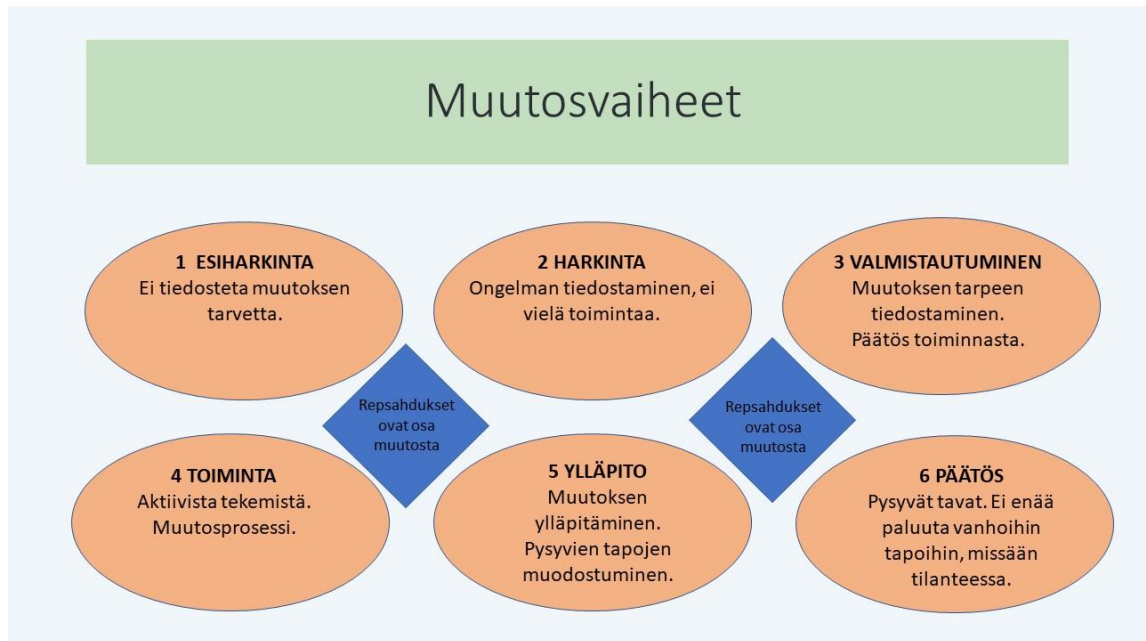 Muutosvaiheet
1 ESIHARKINTA
Ei tiedosteta muutoksen
tarvetta.
2 HARKINTA
Ongelman tiedostaminen, ei
vielä toimintaa.
3 VALMISTAUTUMINEN
Muutoksen tarpeen
tiedostaminen.
Päätös toiminnasta.
Repsahdukset
ovat osa
muutosta
Repsahdukset
ovat osa
muutosta
4 TOIMINTA
Aktiivista tekemistä.
Muutosprosessi.
5 YLLÄPITO
Muutoksen
ylläpitäminen.
Pysyvien tapojen
muodostuminen.
6 PÄÄTÖS
Pysyvät tavat. Ei enää
paluuta vanhoihin
tapoihin, missään
tilanteessa.